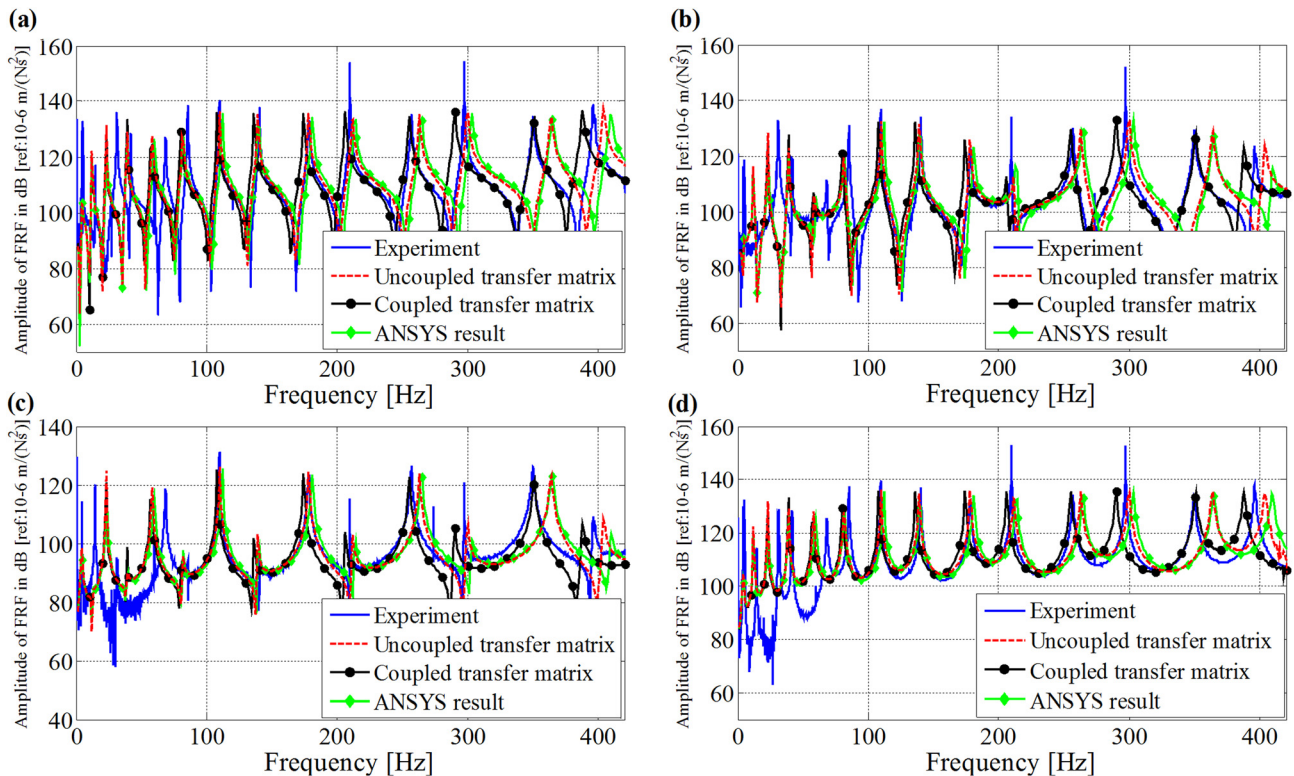 (a)
Amplitude of FRF in dB [ref:10-6 m/(Ns²)]
160
140
120
100
80
60
Experiment
Uncoupled transfer matrix
Coupled transfer matrix
ANSYS result
0 100 200 300 400
Frequency [Hz]
(b)
Amplitude of FRF in dB [ref:10-6 m/(Ns²)]
160
140
120
100
80
60
Experiment
Uncoupled transfer matrix
Coupled transfer matrix
ANSYS result
0 100 200 300 400
Frequency [Hz]
(c)
Amplitude of FRF in dB [ref:10-6 m/(Ns²)]
140
120
100
80
60
40
Experiment
Uncoupled transfer matrix
Coupled transfer matrix
ANSYS result
0 100 200 300 400
Frequency [Hz]
(d)
Amplitude of FRF in dB [ref:10-6 m/(Ns²)]
160
140
120
100
80
60
Experiment
Uncoupled transfer matrix
Coupled transfer matrix
ANSYS result
0 100 200 300 400
Frequency [Hz]